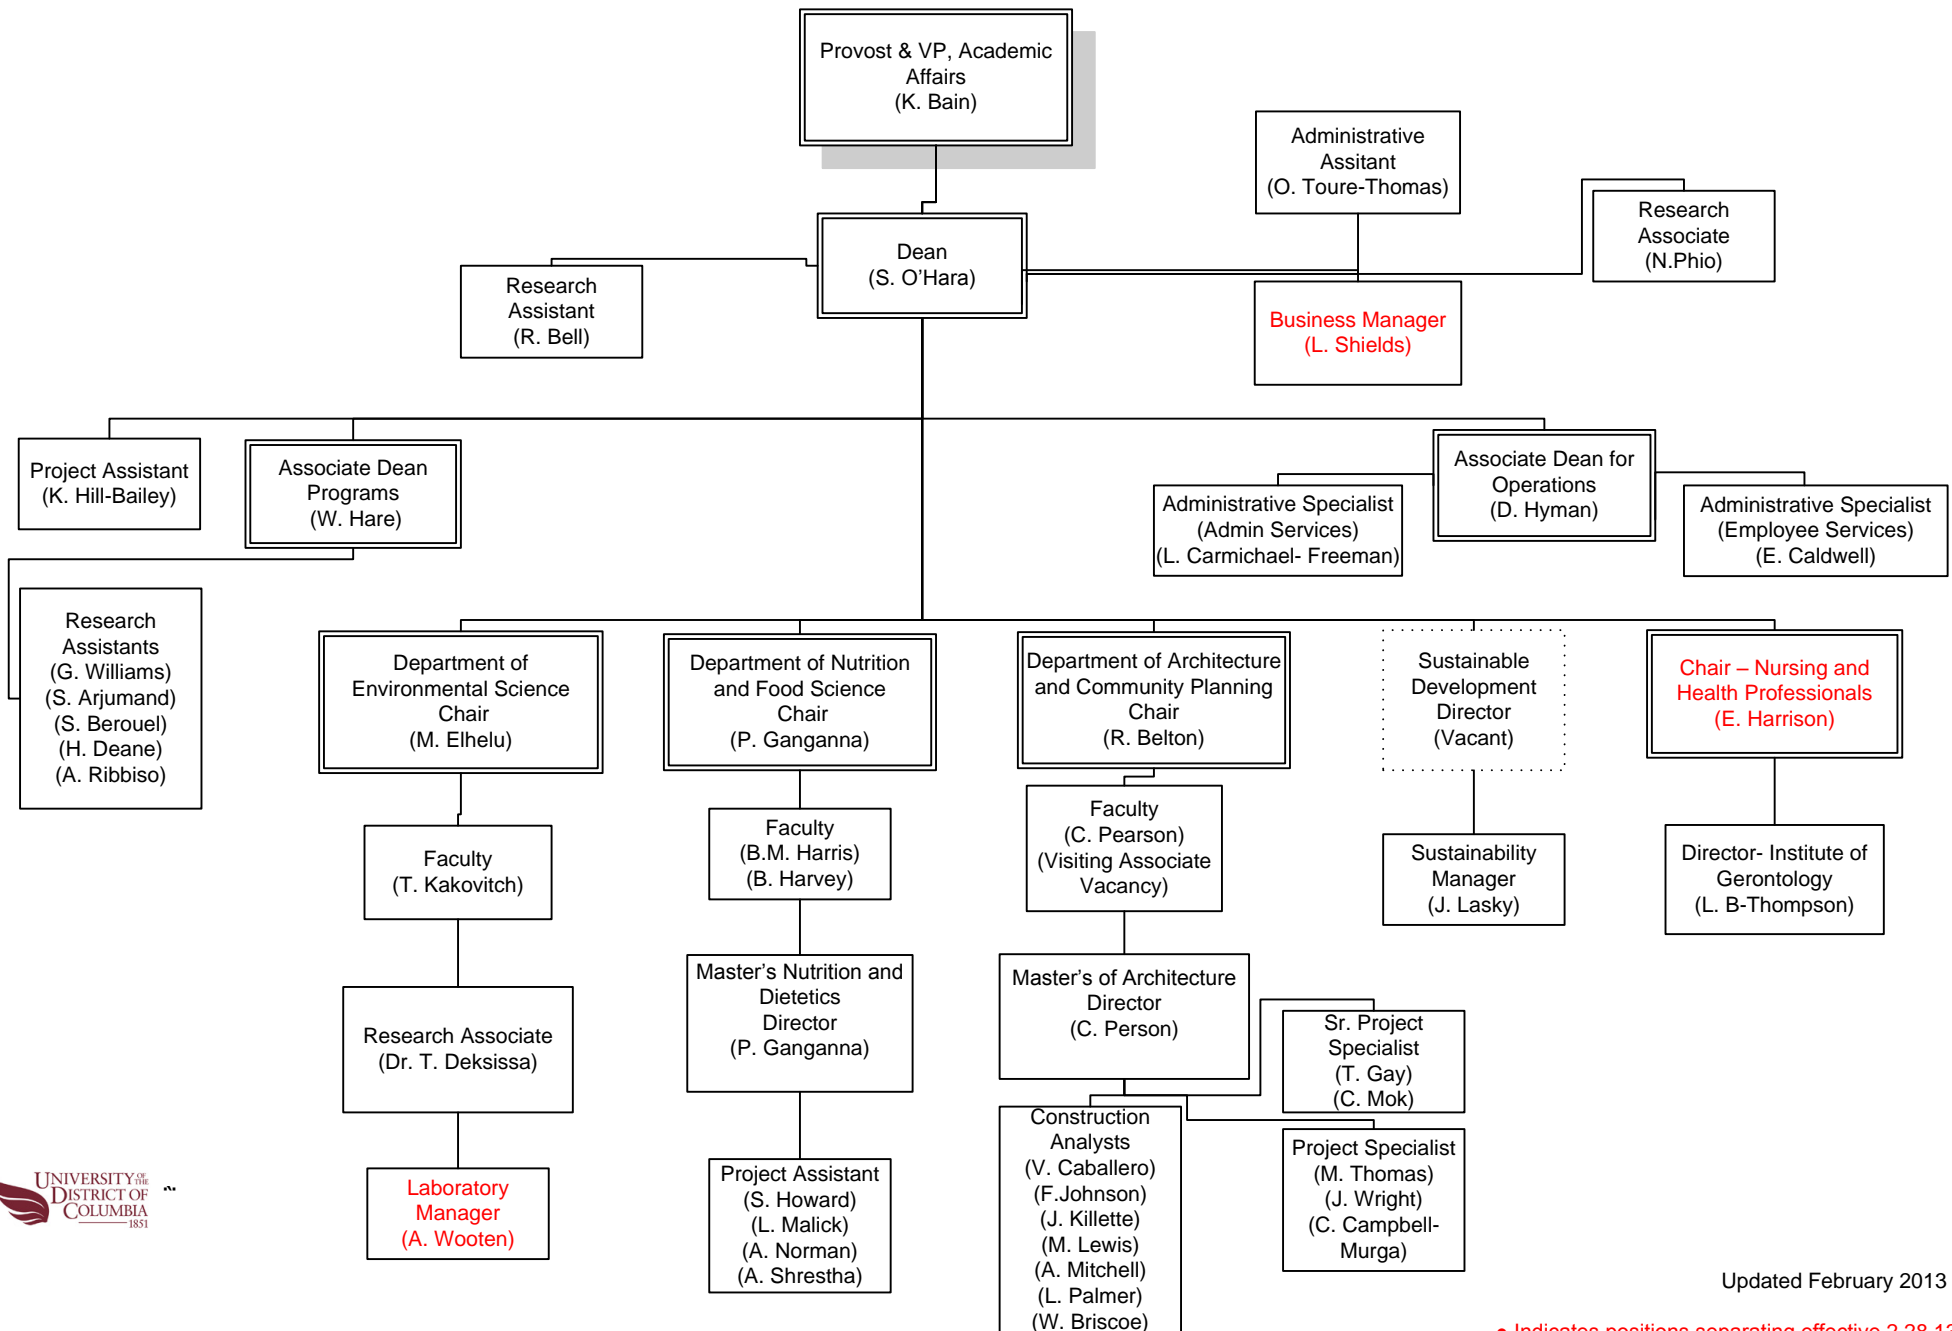 Provost & VP, Academic
Affairs
(K. Bain)
Administrative
Assitant
(O. Toure-Thomas)
Research
Associate
(N.Phio)
Dean
(S. O'Hara)
Research
Assistant
(R. Bell)
Business Manager
(L. Shields)
Project Assistant
(K. Hill-Bailey)
Associate Dean
Programs
(W. Hare)
Associate Dean for
Operations
(D. Hyman)
Administrative Specialist
(Admin Services)
(L. Carmichael- Freeman)
Administrative Specialist
(Employee Services)
(E. Caldwell)
Research
Assistants
(G. Williams)
(S. Arjumand)
(S. Berouel)
(H. Deane)
(A. Ribbiso)
Department of
Environmental Science
Chair
(M. Elhelu)
Department of Nutrition
and Food Science
Chair
(P. Ganganna)
Department of Architecture
and Community Planning
Chair
(R. Belton)
Sustainable
Development
Director
(Vacant)
Chair – Nursing and
Health Professionals
(E. Harrison)
Faculty
(T. Kakovitch)
Faculty
(B.M. Harris)
(B. Harvey)
Faculty
(C. Pearson)
(Visiting Associate
Vacancy)
Sustainability
Manager
(J. Lasky)
Director- Institute of
Gerontology
(L. B-Thompson)
Research Associate
(Dr. T. Deksissa)
Master's Nutrition and
Dietetics
Director
(P. Ganganna)
Master's of Architecture
Director
(C. Person)
Sr. Project
Specialist
(T. Gay)
(C. Mok)
Laboratory
Manager
(A. Wooten)
Project Assistant
(S. Howard)
(L. Malick)
(A. Norman)
(A. Shrestha)
Construction
Analysts
(V. Caballero)
(F.Johnson)
(J. Killette)
(M. Lewis)
(A. Mitchell)
(L. Palmer)
(W. Briscoe)
Project Specialist
(M. Thomas)
(J. Wright)
(C. Campbell-
Murga)
UNIVERSITY OF THE
DISTRICT OF
COLUMBIA
1851
Updated February 2013
• Indicates positions separating effective 2.28.13